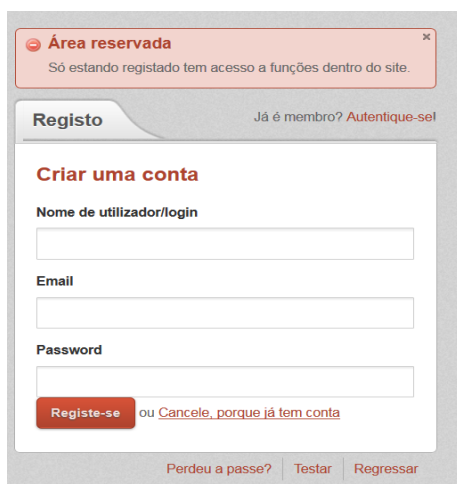 Área reservada
Só estando registado tem acesso a funções dentro do site.
Registo
Já é membro? Autentique-se!
Criar uma conta
Nome de utilizador/login
Email
Password
Registe-se ou Cancele, porque já tem conta
Perdeu a passe? Testar Regressar